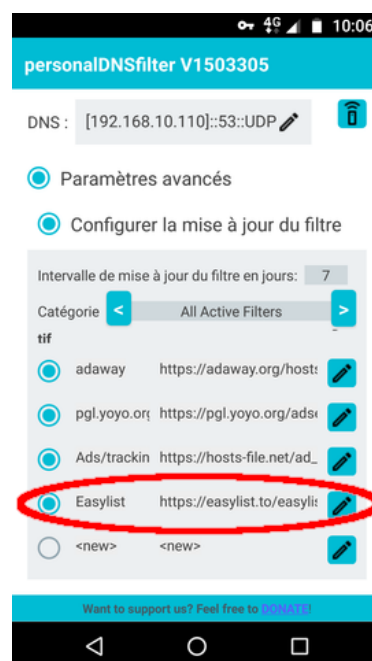 4G 10:06
personalDNSfilter V1503305
DNS : [192.168.10.110]::53::UDP
Paramètres avancés
Configurer la mise à jour du filtre
Intervalle de mise à jour du filtre en jours: 7
Catégorie < All Active Filters >
tif
adaway https://adaway.org/hosts
pgl.yoyo.org https://pgl.yoyo.org/adse
Ads/trackin https://hosts-file.net/ad_
Easylist https://easylist.to/easylis
<new> <new>
Want to support us? Feel free to DONATE!